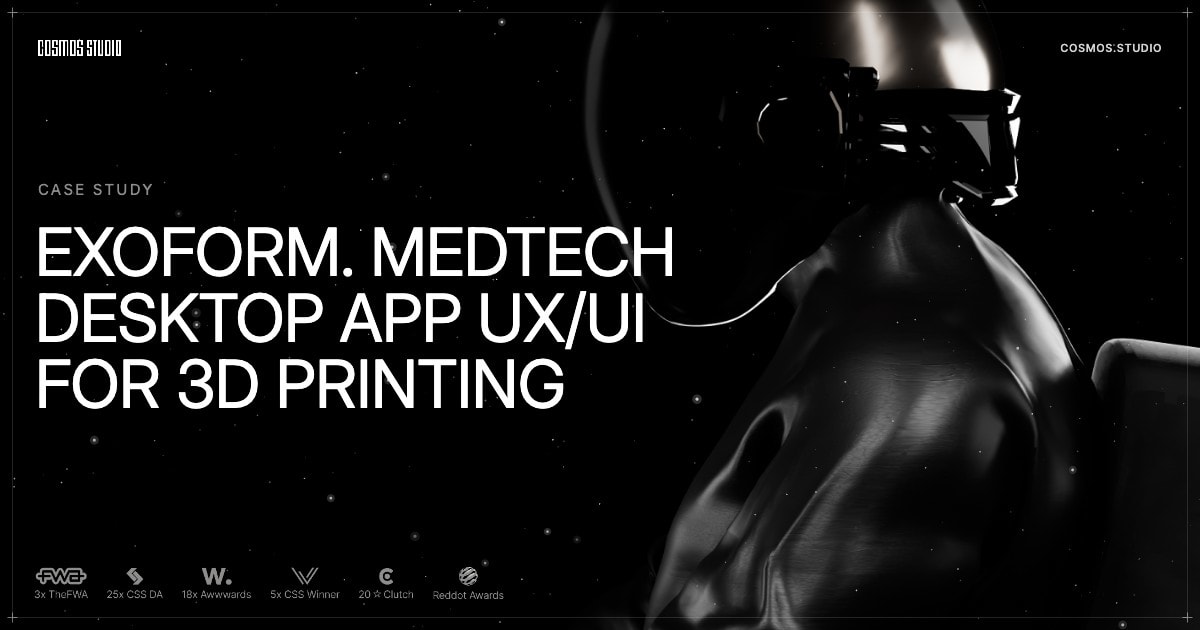 COSMOS STUDIO
COSMOS.STUDIO
CASE STUDY
EXOFORM. MEDTECH
DESKTOP APP UX/UI
FOR 3D PRINTING
FWA
W.
3x TheFWA
25x CSS DA
18x Awwwards
5x CSS Winner
20 ☆ Clutch
Reddot Awards